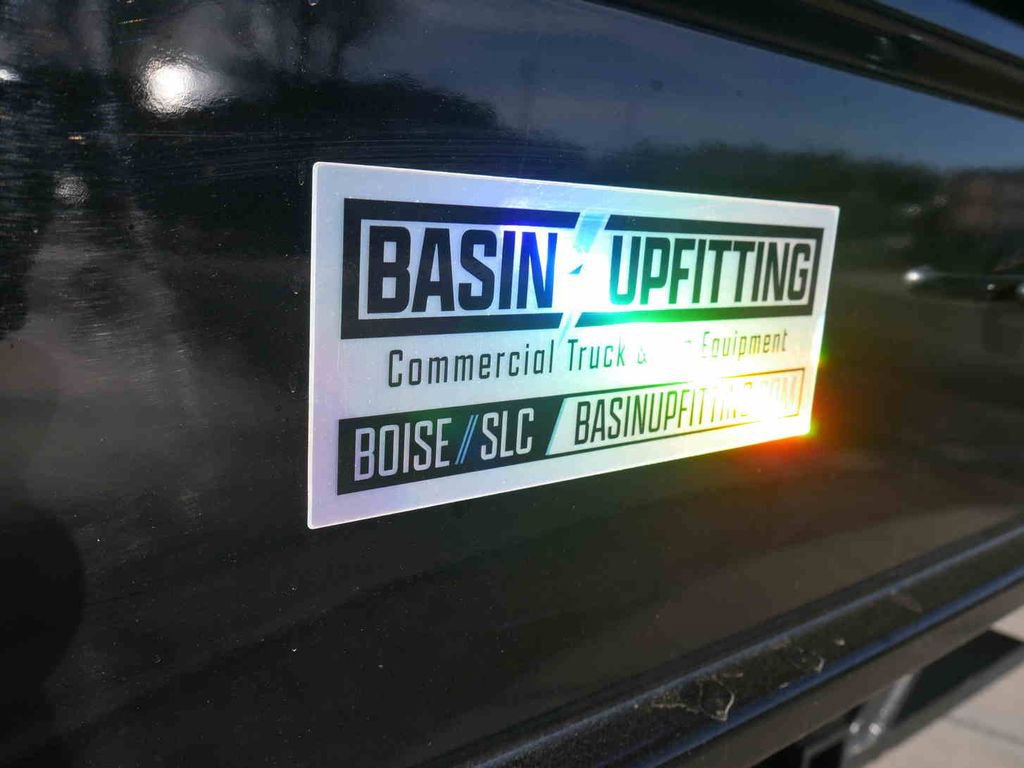 BASIN UPFITTING
Commercial Truck & Equipment
BOISE // SLC BASINUPFITTING.COM